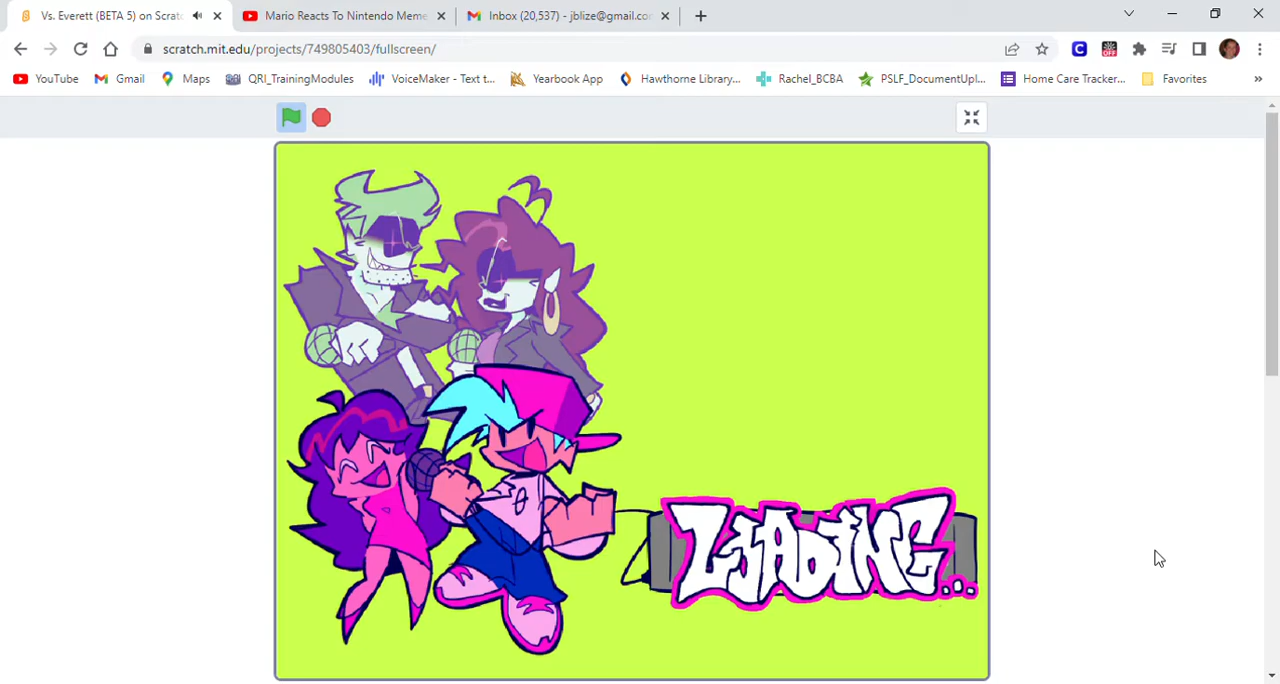 Vs. Everett (BETA 5) on Scratc
Mario Reacts To Nintendo Meme
Inbox (20,537) - jblize@gmail.co
scratch.mit.edu/projects/749805403/fullscreen/
OFF
YouTube Gmail Maps QRI_TrainingModules VoiceMaker - Text t... Yearbook App Hawthorne Library... Rachel_BCBA PSLF_DocumentUpl... Home Care Tracker... Favorites »
LOADING...